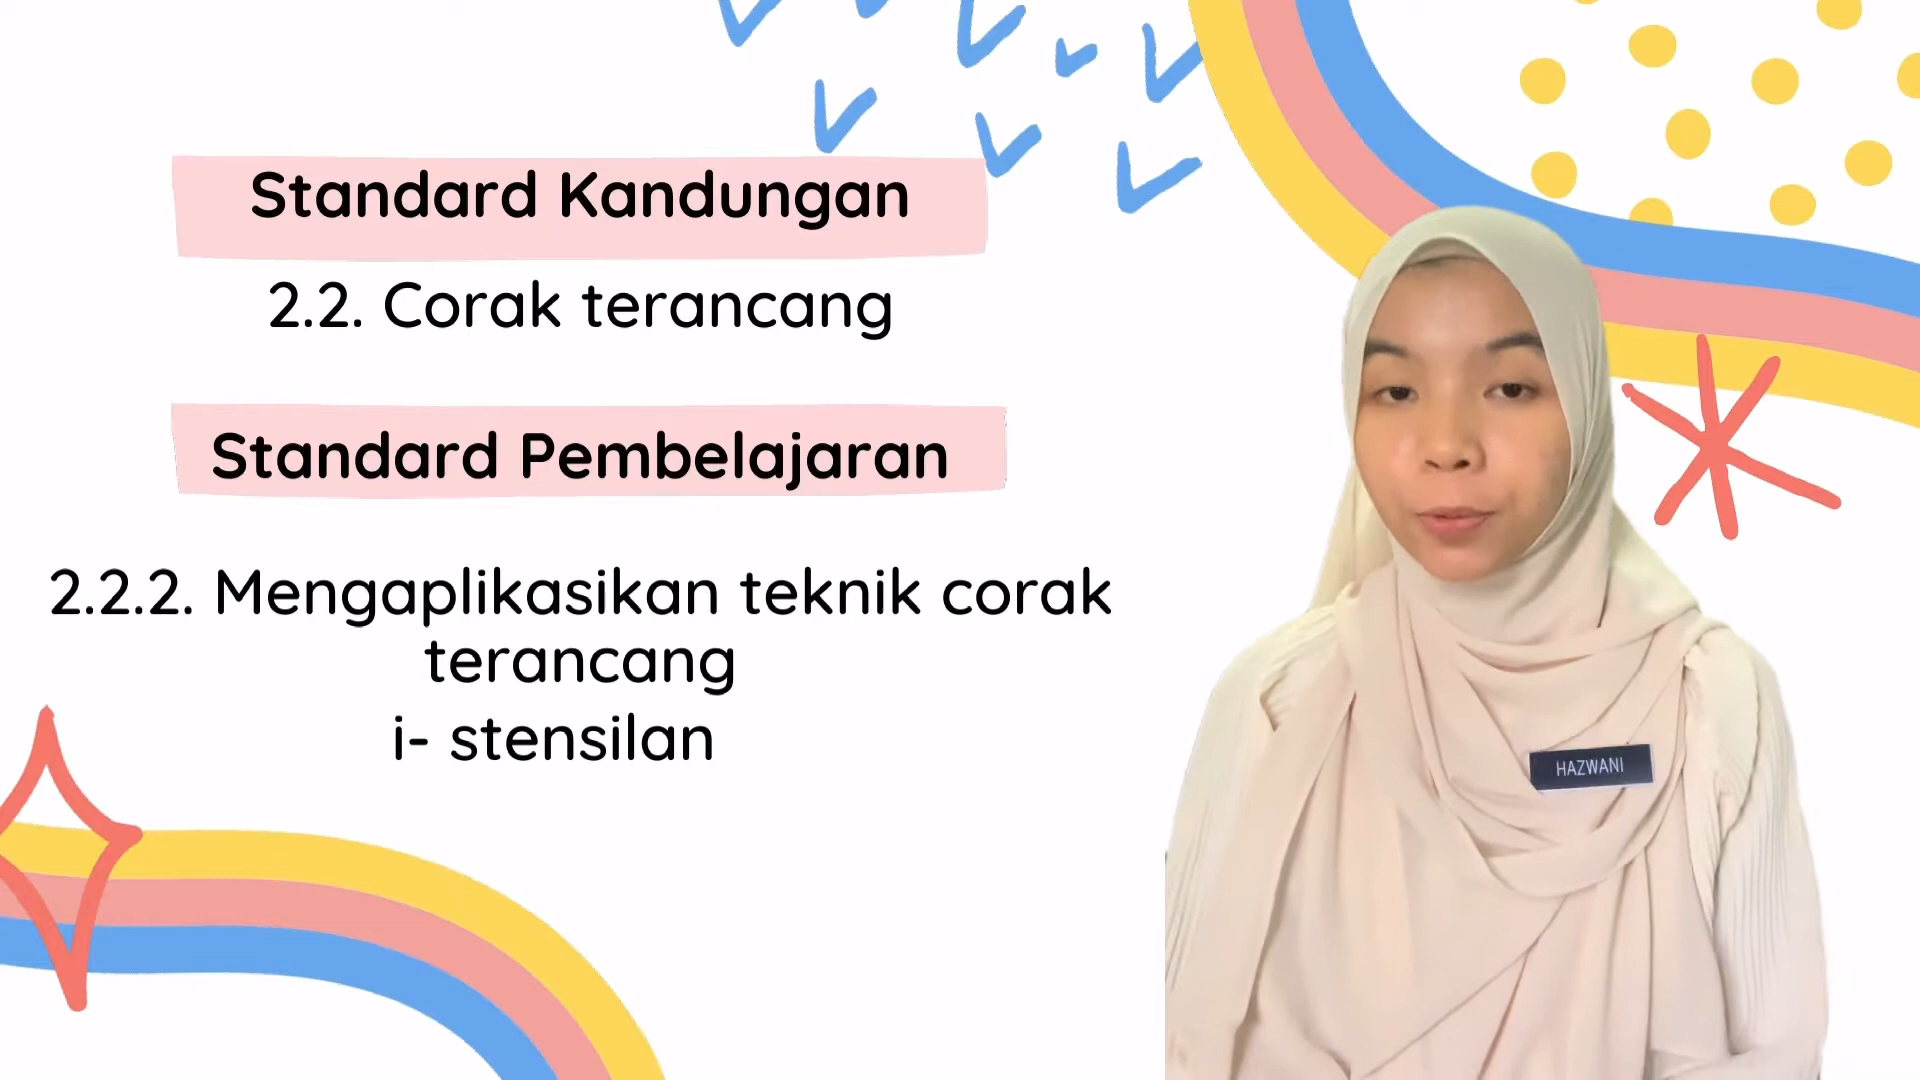 Standard Kandungan
2.2. Corak terancang
Standard Pembelajaran
2.2.2. Mengaplikasikan teknik corak
terancang
i- stensilan
HAZWANI